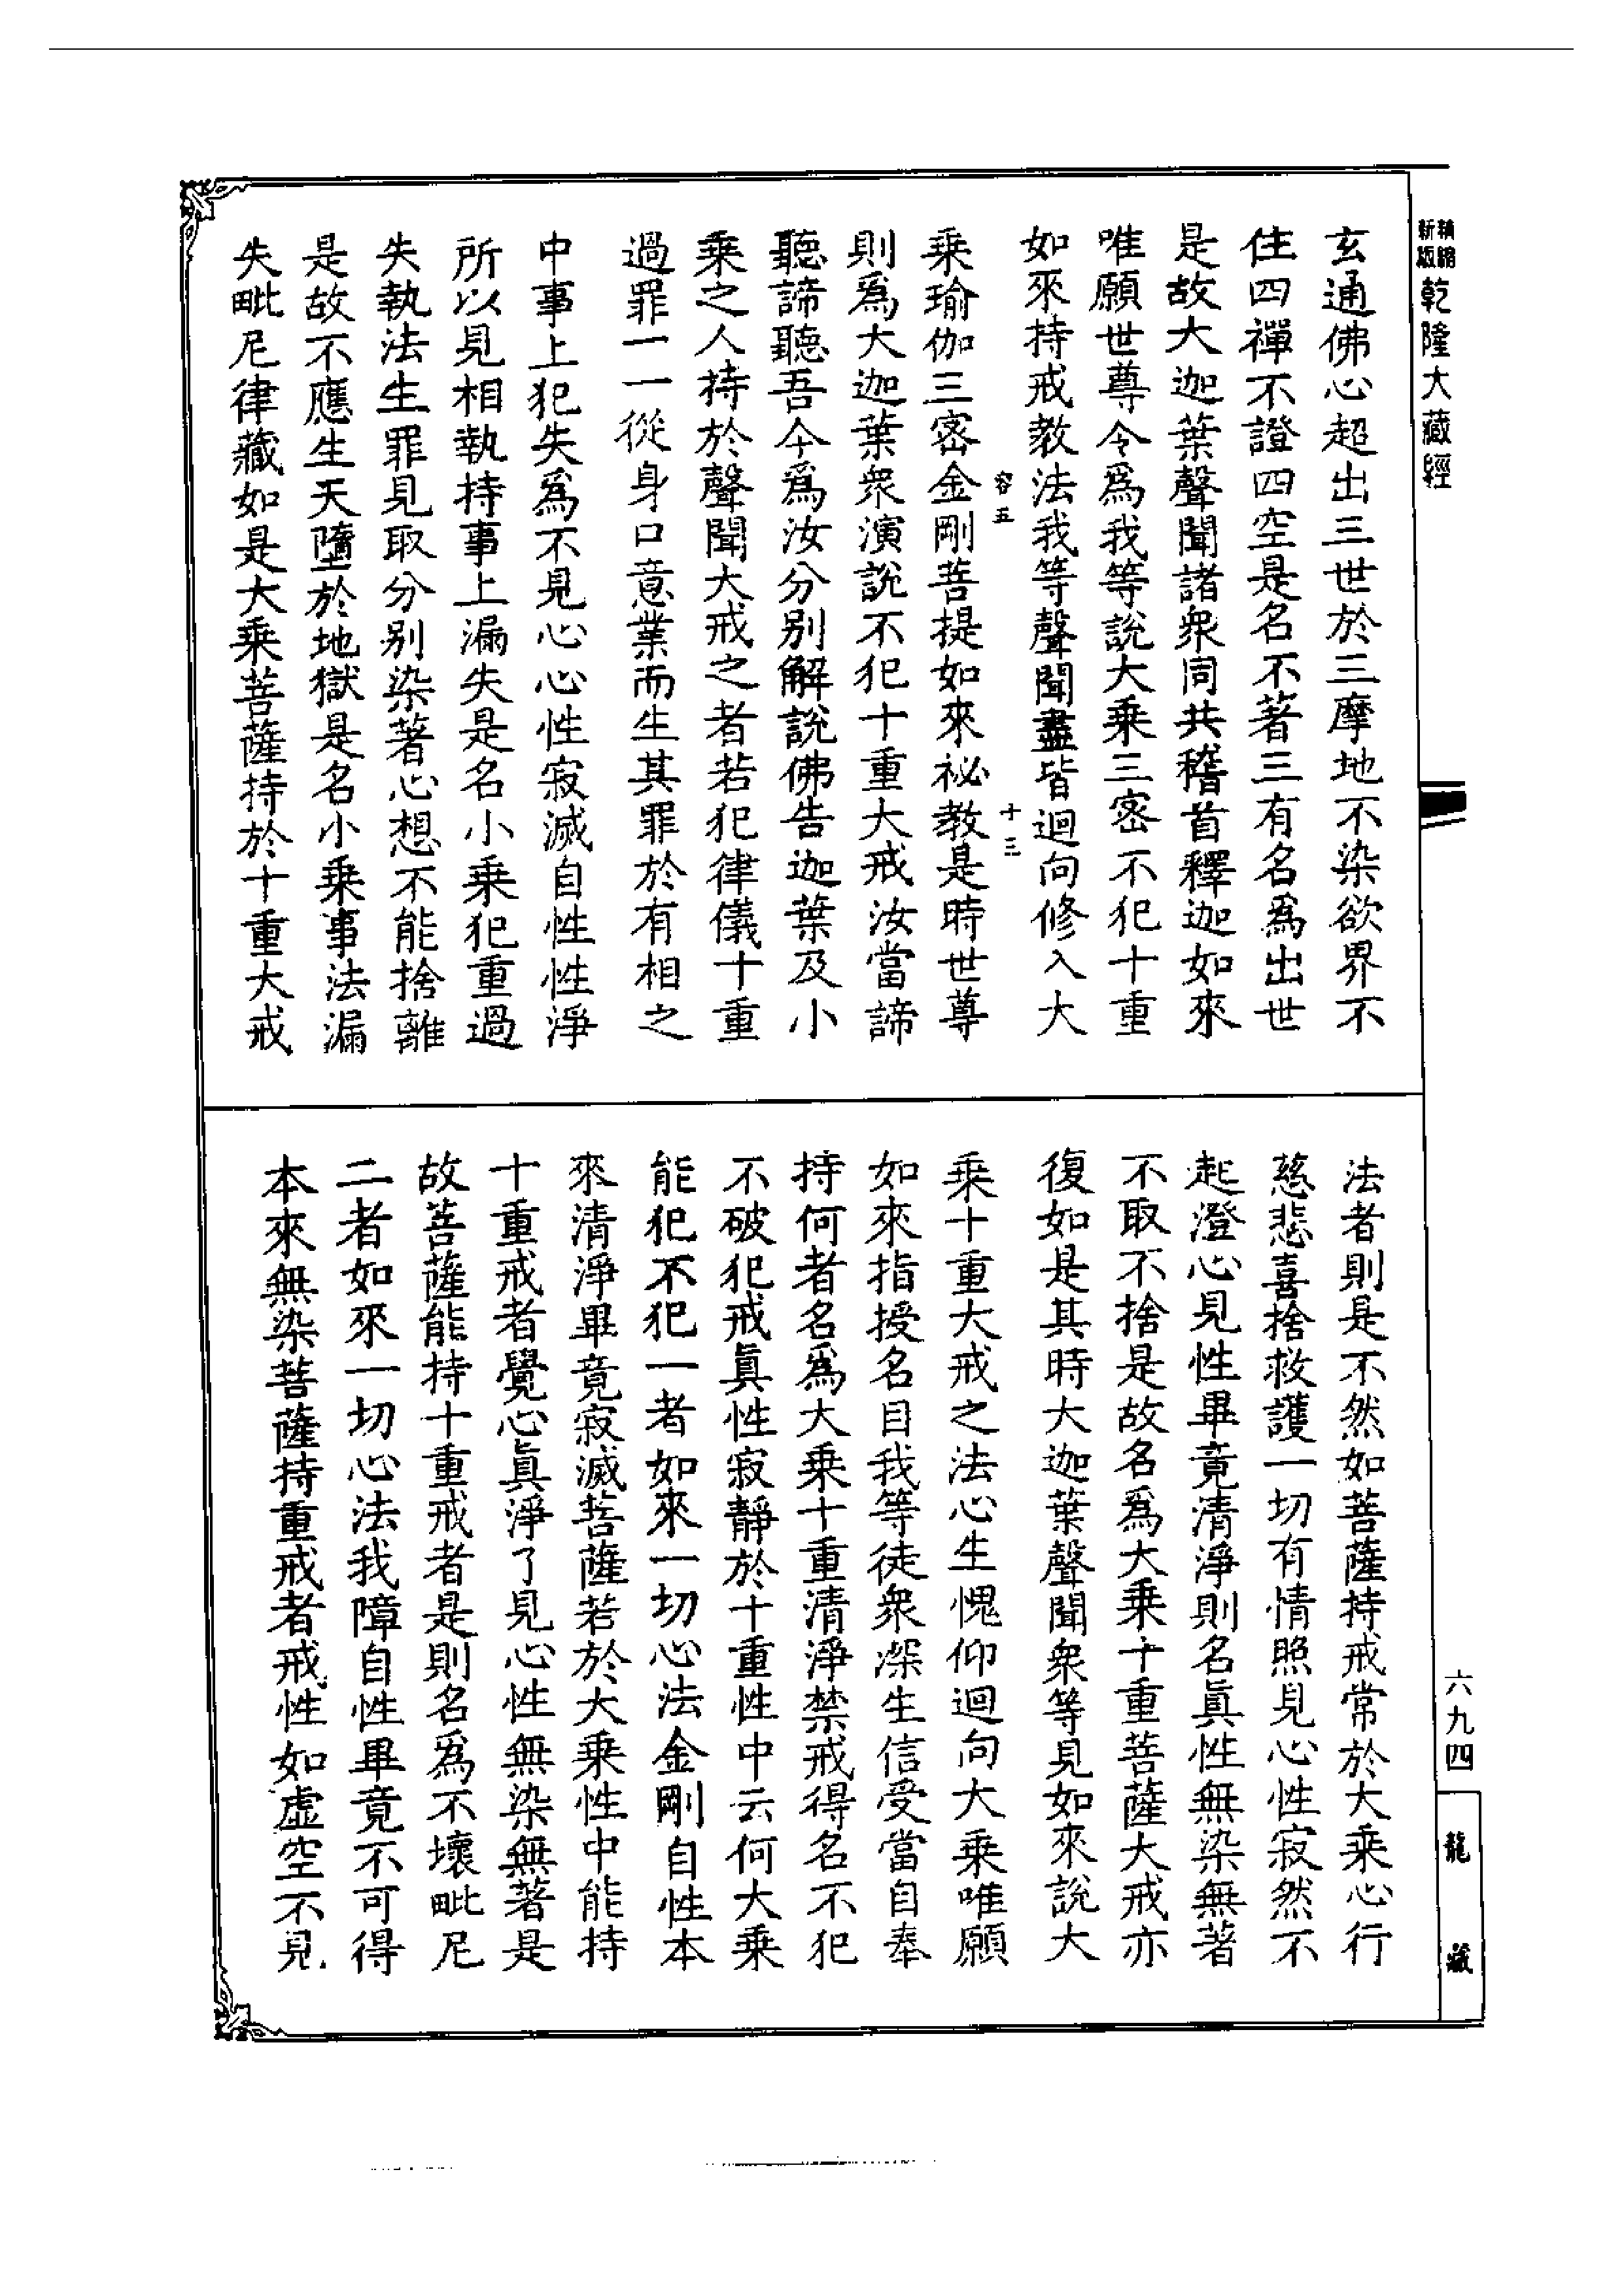 新版精縮乾隆大藏經
玄通佛心超出三世於三摩地不染欲界不
住四禪不證四空是名不著三有名為出世
是故大迦葉聲聞諸衆同共稽首釋迦如來
唯願世尊令為我等說大乘三密不犯十重
如來持戒教法我等聲聞盡皆迴向修入大
容五 十三
乘瑜伽三密金剛菩提如來祕教是時世尊
則為大迦葉衆演說不犯十重大戒汝當諦
聽諦聽吾今為汝分别解說佛告迦葉及小
乘之人持於聲聞大戒之者若犯律儀十重
過罪一一從身口意業而生其罪於有相之
中事上犯失為不見心心性寂滅自性性淨
所以見相執持事上漏失是名小乘犯重過
失執法生罪見取分别染著心想不能捨離
是故不應生天墮於地獄是名小乘事法漏
失毗尼律藏如是大乘菩薩持於十重大戒
法者則是不然如菩薩持戒常於大乘心行
慈悲喜捨救護一切有情照見心性寂然不
起澄心見性畢竟清淨則名眞性無染無著
不取不捨是故名為大乘十重菩薩大戒亦
復如是其時大迦葉聲聞衆等見如來說大
乘十重大戒之法心生愧仰迴向大乘唯願
如來指授名目我等徒衆深生信受當自奉
持何者名為大乘十重清淨禁戒得名不犯
不破犯戒眞性寂靜於十重性中云何大乘
能犯不犯一者如來一切心法金剛自性本
來清淨畢竟寂滅菩薩若於大乘性中能持
十重戒者覺心眞淨了見心性無染無著是
故菩薩能持十重戒者是則名為不壞毗尼
二者如來一切心法我障自性畢竟不可得
本來無染菩薩持重戒者戒性如虛空不見
六九四
龍藏